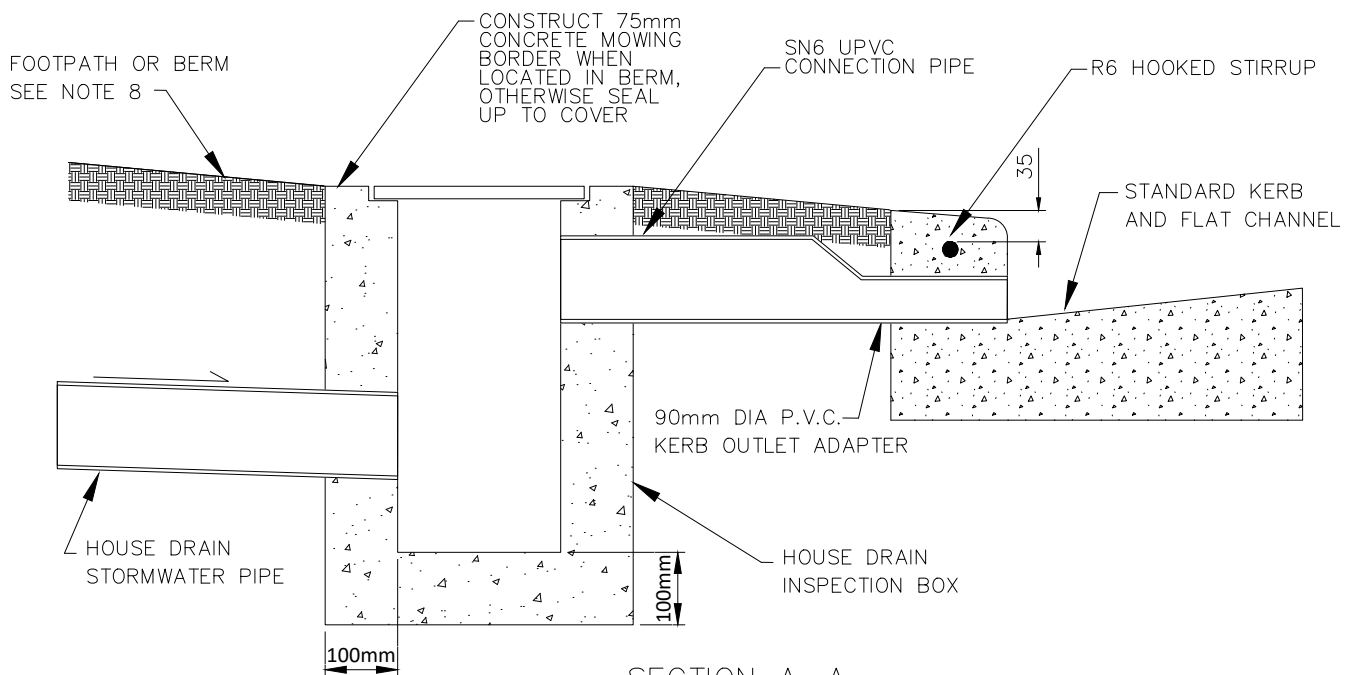 CONSTRUCT 75mm
CONCRETE MOWING
BORDER WHEN
LOCATED IN BERM,
OTHERWISE SEAL
UP TO COVER
SN6 UPVC
CONNECTION PIPE
R6 HOOKED STIRRUP
FOOTPATH OR BERM
SEE NOTE 8
35
STANDARD KERB
AND FLAT CHANNEL
90mm DIA P.V.C.
KERB OUTLET ADAPTER
HOUSE DRAIN
STORMWATER PIPE
HOUSE DRAIN
INSPECTION BOX
100mm
100mm
SECTION A-A